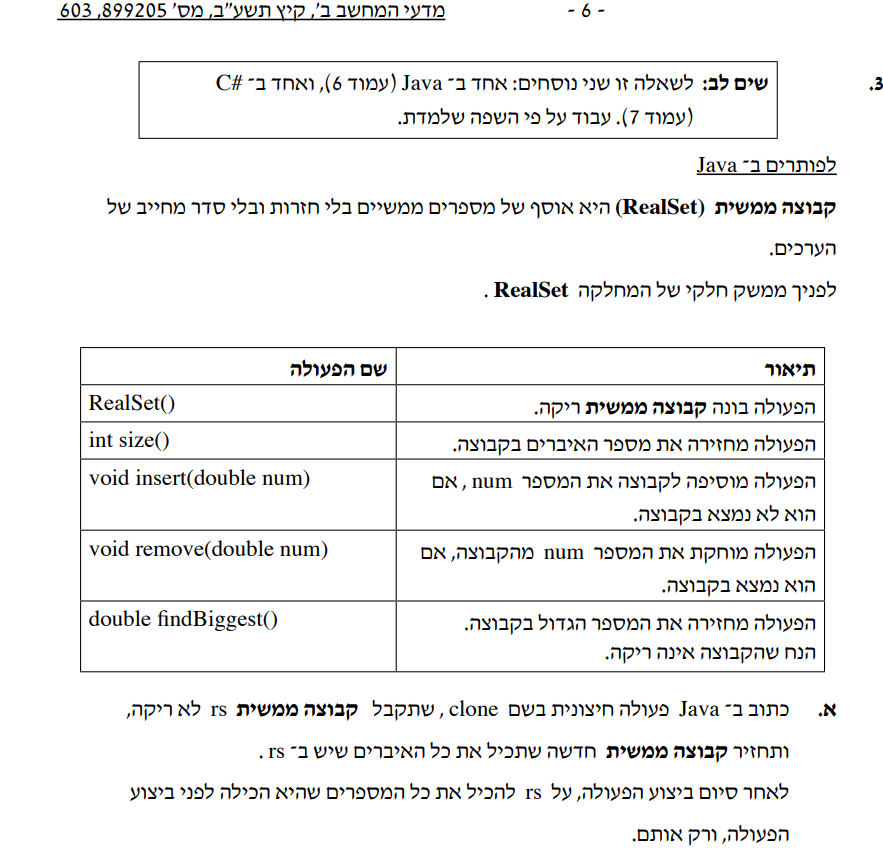 - 6 - מדעי המחשב ב', קיץ תשע"ב, מס' 899205, 603
3. שים לב: לשאלה זו שני נוסחים: אחד ב־ Java (עמוד 6), ואחד ב־ C#
(עמוד 7). עבוד על פי השפה שלמדת.
לפותרים ב־ Java
קבוצה ממשית (RealSet) היא אוסף של מספרים ממשיים בלי חזרות ובלי סדר מחייב של
הערכים.
לפניך ממשק חלקי של המחלקה RealSet .
תיאור שם הפעולה
הפעולה בונה קבוצה ממשית ריקה. RealSet()
הפעולה מחזירה את מספר האיברים בקבוצה. int size()
הפעולה מוסיפה לקבוצה את המספר num , אם void insert(double num)
הוא לא נמצא בקבוצה.
הפעולה מוחקת את המספר num מהקבוצה, אם void remove(double num)
הוא נמצא בקבוצה.
הפעולה מחזירה את המספר הגדול בקבוצה. double findBiggest()
הנח שהקבוצה אינה ריקה.
א. כתוב ב־ Java פעולה חיצונית בשם clone , שתקבל קבוצה ממשית rs לא ריקה,
ותחזיר קבוצה ממשית חדשה שתכיל את כל האיברים שיש ב־ rs .
לאחר סיום ביצוע הפעולה, על rs להכיל את כל המספרים שהיא הכילה לפני ביצוע
הפעולה, ורק אותם.